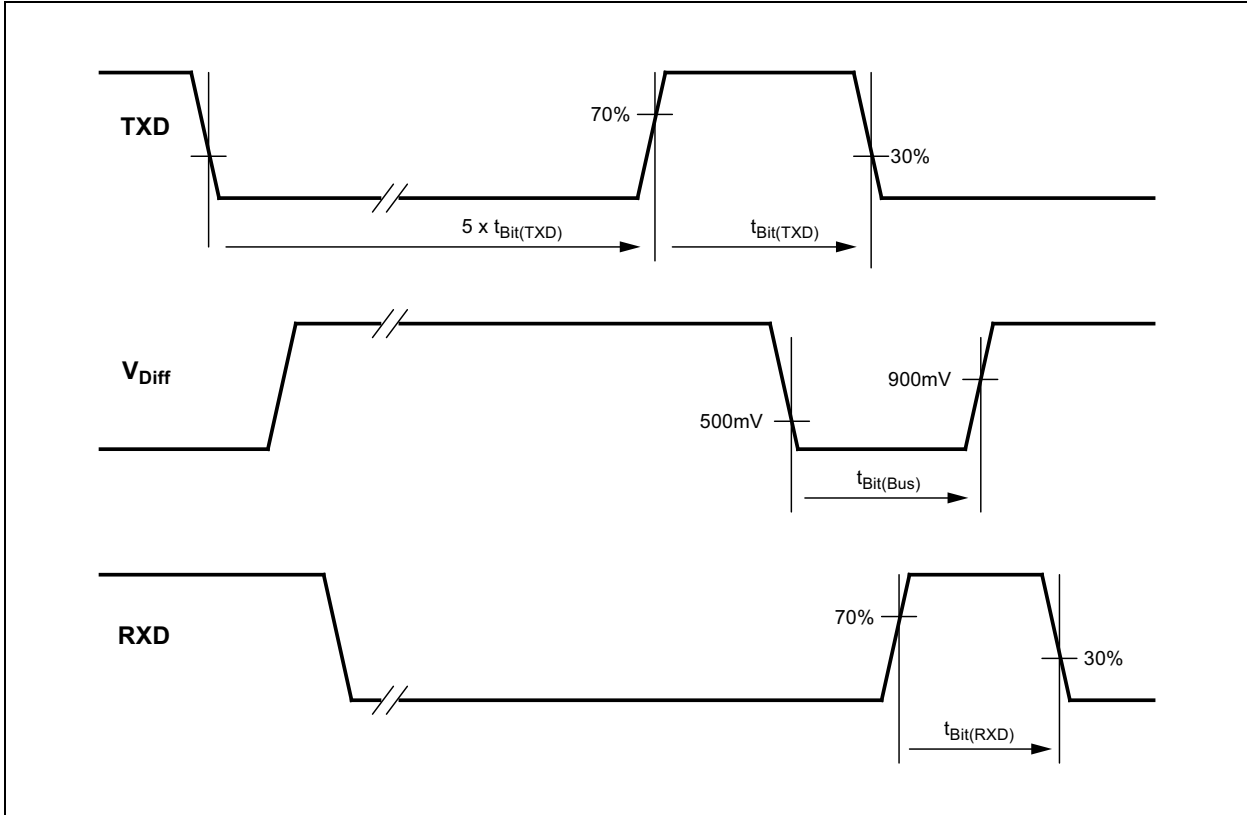 TXD
70%
30%
5 x tBit(TXD)
tBit(TXD)
VDiff
900mV
500mV
tBit(Bus)
RXD
70%
30%
tBit(RXD)